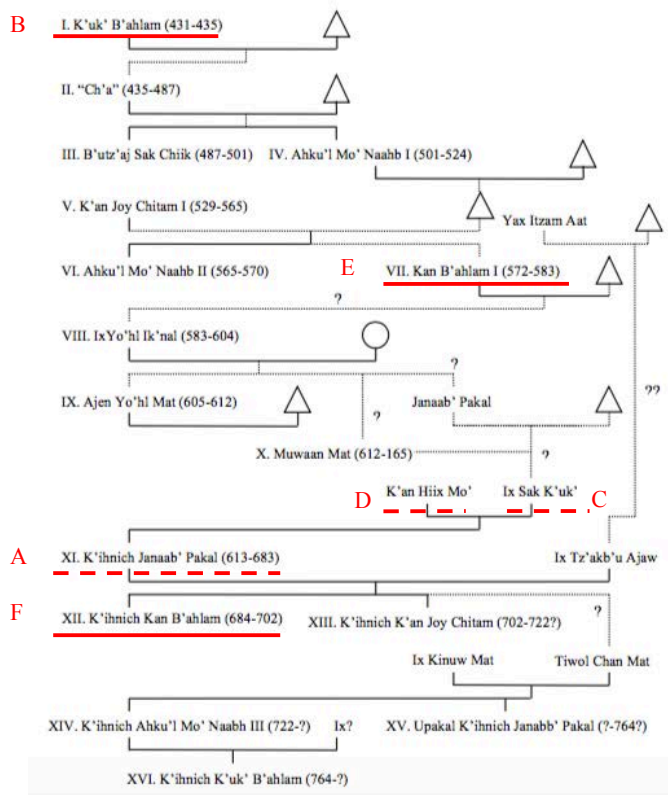 B
I. K'uk' B'ahlam (431-435)
II. “Ch'a” (435-487)
III. B'utz'aj Sak Chiik (487-501) IV. Ahku'l Mo' Naahb I (501-524)
V. K'an Joy Chitam I (529-565)
Yax Itzam Aat
VI. Ahku'l Mo' Naahb II (565-570) E VII. Kan B'ahlam I (572-583)
?
VIII. IxYo'hl Ik'nal (583-604)
?
??
IX. Ajen Yo'hl Mat (605-612) Janaab' Pakal
?
X. Muwaan Mat (612-165) ?
D K'an Hiix Mo' Ix Sak K'uk' C
A XI. K'ihnich Janaab' Pakal (613-683) Ix Tz'akb'u Ajaw
F XII. K'ihnich Kan B'ahlam (684-702) XIII. K'ihnich K'an Joy Chitam (702-722?) ?
Ix Kinuw Mat Tiwol Chan Mat
XIV. K'ihnich Ahku'l Mo' Naabh III (722-?) Ix? XV. Upakal K'ihnich Janabb' Pakal (?-764?)
XVI. K'ihnich K'uk' B'ahlam (764-?)